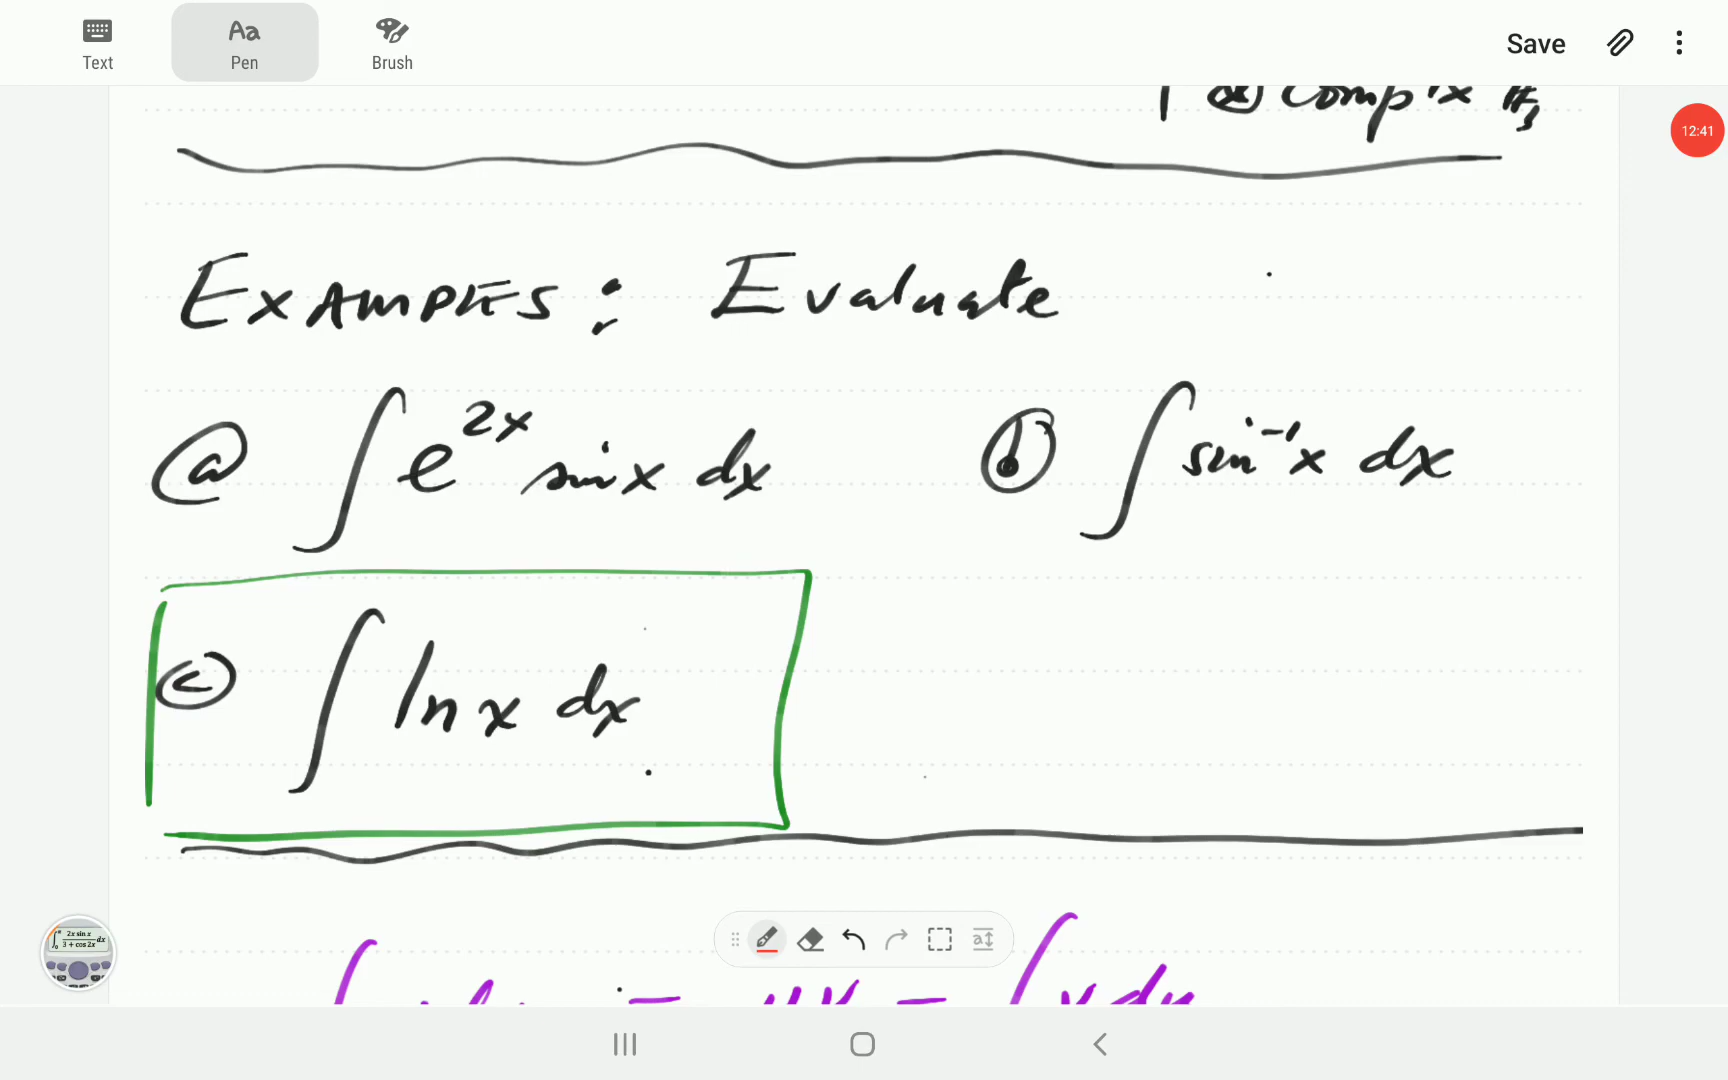 Text Pen Brush Save
12:41
EXAMPLES: Evaluate
ⓐ ∫ e^{2x} sin x dx ⓑ ∫ sin⁻¹x dx
ⓒ ∫ ln x dx